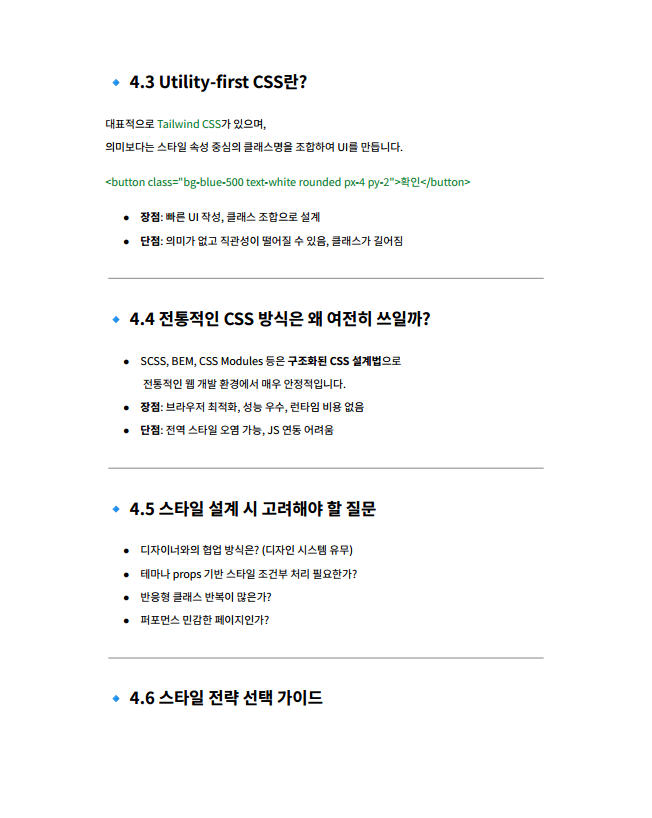 🔹 4.3 Utility-first CSS란?
대표적으로 Tailwind CSS가 있으며,
의미보다는 스타일 속성 중심의 클래스명을 조합하여 UI를 만듭니다.
<button class="bg-blue-500 text-white rounded px-4 py-2">확인</button>
● 장점: 빠른 UI 작성, 클래스 조합으로 설계
● 단점: 의미가 없고 직관성이 떨어질 수 있음, 클래스가 길어짐
🔹 4.4 전통적인 CSS 방식은 왜 여전히 쓰일까?
● SCSS, BEM, CSS Modules 등은 구조화된 CSS 설계법으로
전통적인 웹 개발 환경에서 매우 안정적입니다.
● 장점: 브라우저 최적화, 성능 우수, 런타임 비용 없음
● 단점: 전역 스타일 오염 가능, JS 연동 어려움
🔹 4.5 스타일 설계 시 고려해야 할 질문
● 디자이너와의 협업 방식은? (디자인 시스템 유무)
● 테마나 props 기반 스타일 조건부 처리 필요한가?
● 반응형 클래스 반복이 많은가?
● 퍼포먼스 민감한 페이지인가?
🔹 4.6 스타일 전략 선택 가이드